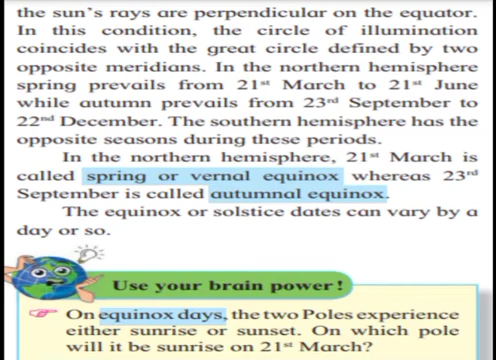 the sun's rays are perpendicular on the equator.
In this condition, the circle of illumination
coincides with the great circle defined by two
opposite meridians. In the northern hemisphere
spring prevails from 21st March to 21st June
while autumn prevails from 23rd September to
22nd December. The southern hemisphere has the
opposite seasons during these periods.
In the northern hemisphere, 21st March is
called spring or vernal equinox whereas 23rd
September is called autumnal equinox.
The equinox or solstice dates can vary by a
day or so.
Use your brain power!
On equinox days, the two Poles experience
either sunrise or sunset. On which pole
will it be sunrise on 21st March?